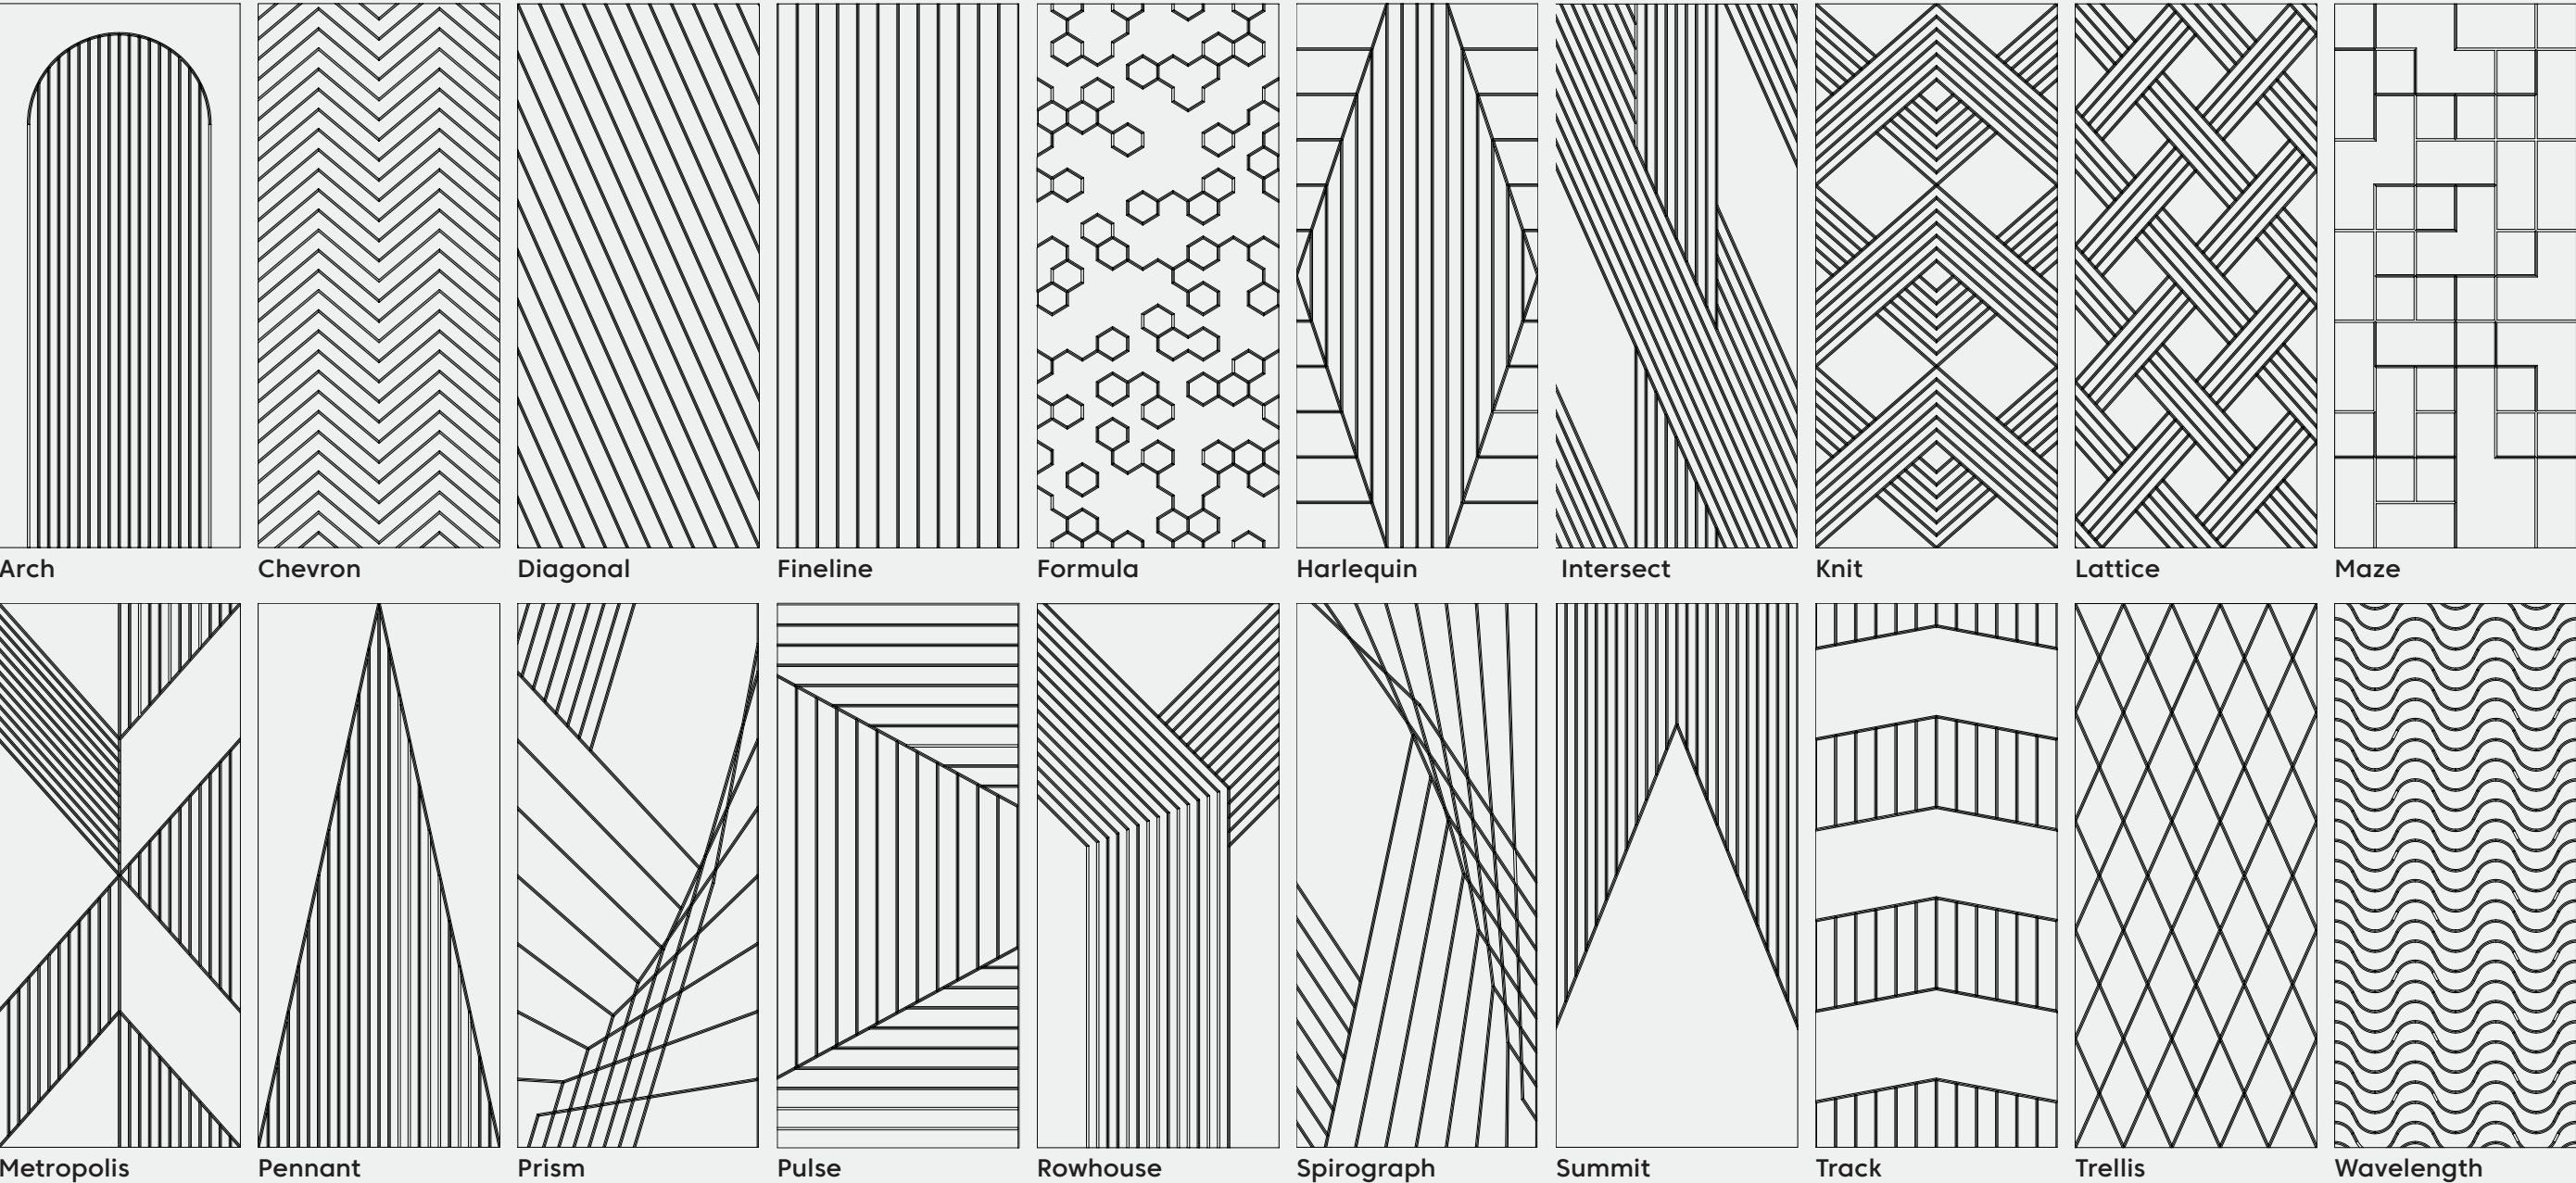 Arch Chevron Diagonal Fineline Formula Harlequin Intersect Knit Lattice Maze
Metropolis Pennant Prism Pulse Rowhouse Spirograph Summit Track Trellis Wavelength